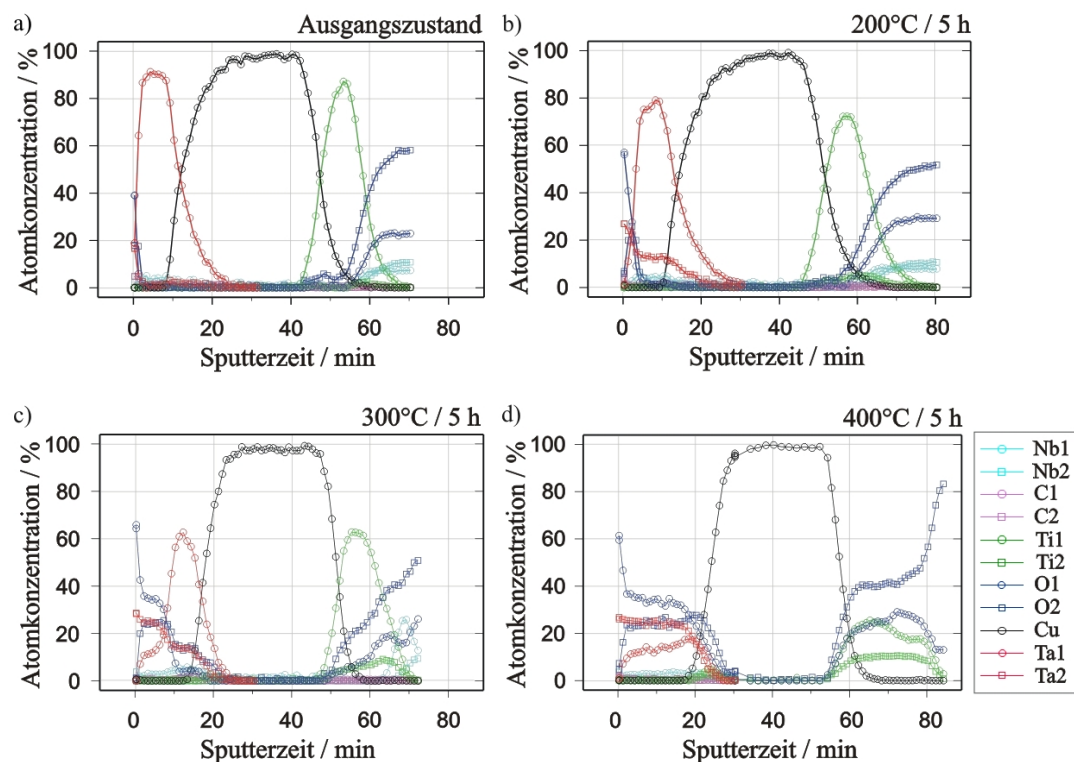 a) Ausgangszustand
100
80
60
40
20
0
Atomkonzentration / %
0 20 40 60 80
Sputterzeit / min
b) 200°C / 5 h
100
80
60
40
20
0
Atomkonzentration / %
0 20 40 60 80
Sputterzeit / min
c) 300°C / 5 h
100
80
60
40
20
0
Atomkonzentration / %
0 20 40 60 80
Sputterzeit / min
d) 400°C / 5 h
100
80
60
40
20
0
Atomkonzentration / %
0 20 40 60 80
Sputterzeit / min
Nb1
Nb2
C1
C2
Ti1
Ti2
O1
O2
Cu
Ta1
Ta2